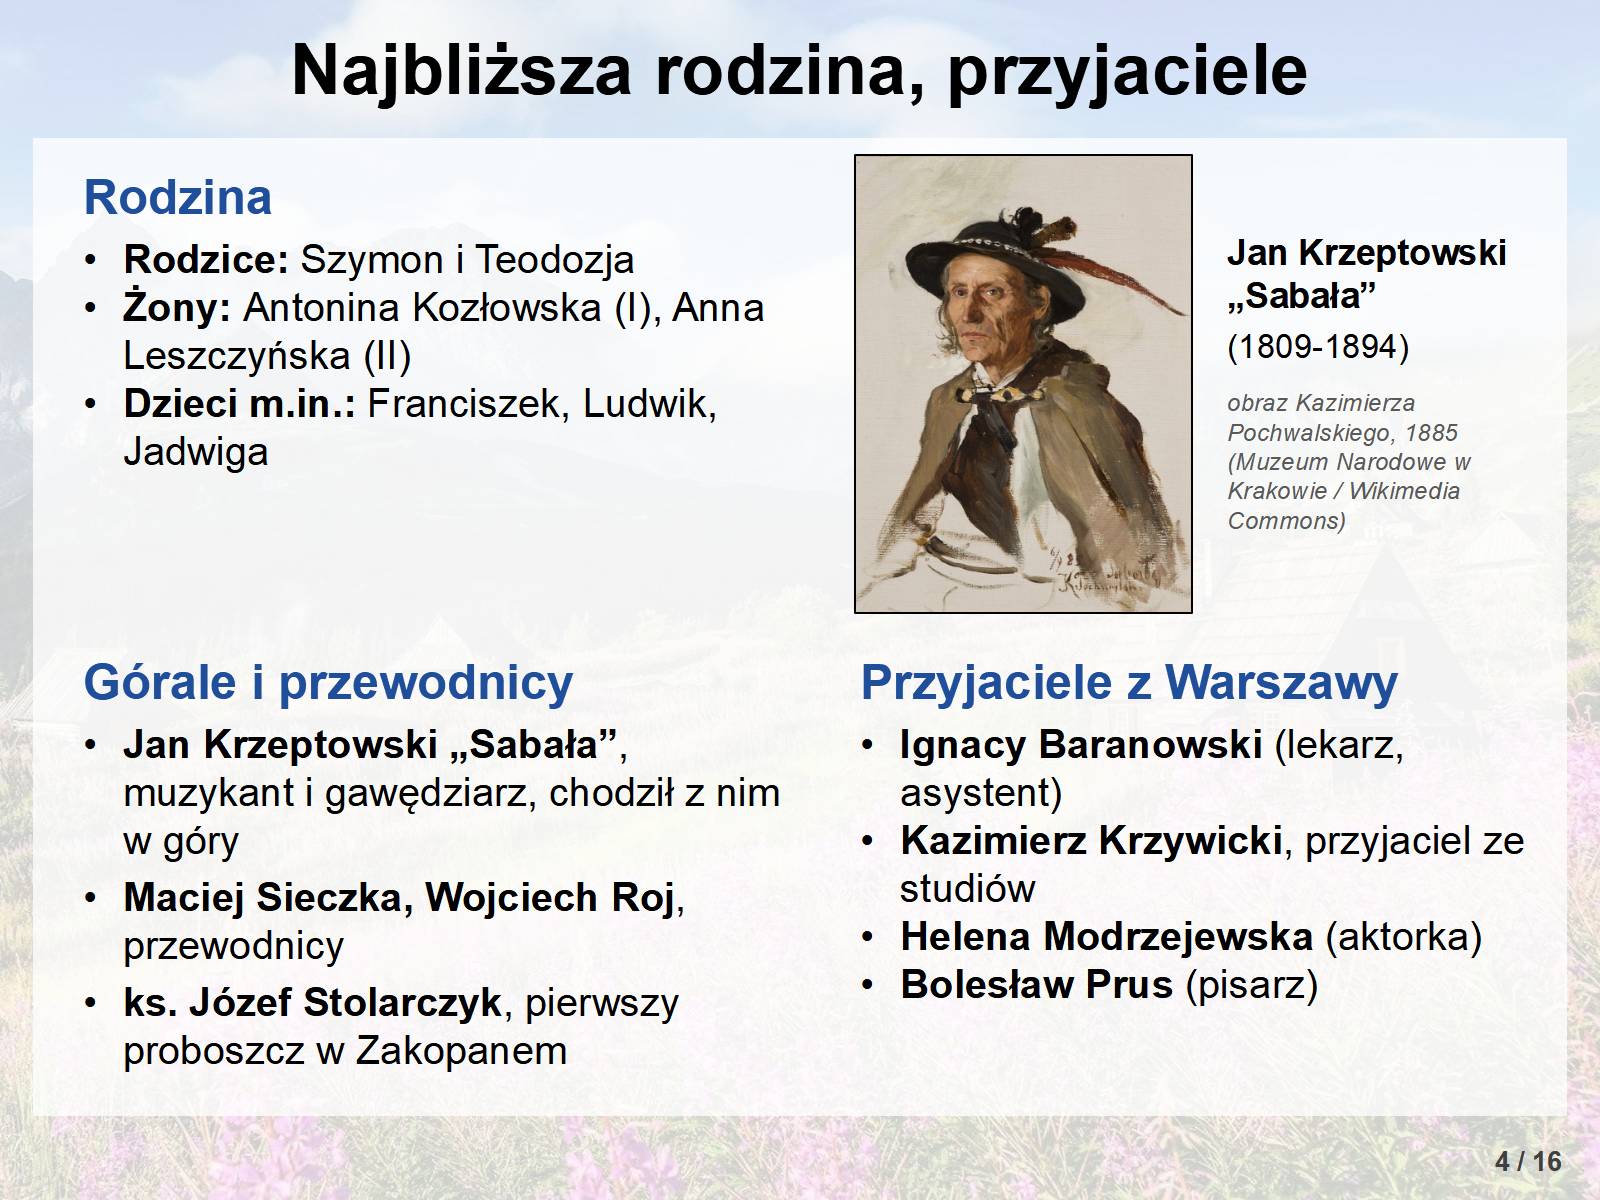 Najbliższa rodzina, przyjaciele
Rodzina
• Rodzice: Szymon i Teodozja
• Żony: Antonina Kozłowska (I), Anna
Leszczyńska (II)
• Dzieci m.in.: Franciszek, Ludwik,
Jadwiga
Jan Krzeptowski
„Sabała”
(1809-1894)
obraz Kazimierza
Pochwalskiego, 1885
(Muzeum Narodowe w
Krakowie / Wikimedia
Commons)
Górale i przewodnicy
• Jan Krzeptowski „Sabała”,
muzykant i gawędziarz, chodził z nim
w góry
• Maciej Sieczka, Wojciech Roj,
przewodnicy
• ks. Józef Stolarczyk, pierwszy
proboszcz w Zakopanem
Przyjaciele z Warszawy
• Ignacy Baranowski (lekarz,
asystent)
• Kazimierz Krzywicki, przyjaciel ze
studiów
• Helena Modrzejewska (aktorka)
• Bolesław Prus (pisarz)
4 / 16